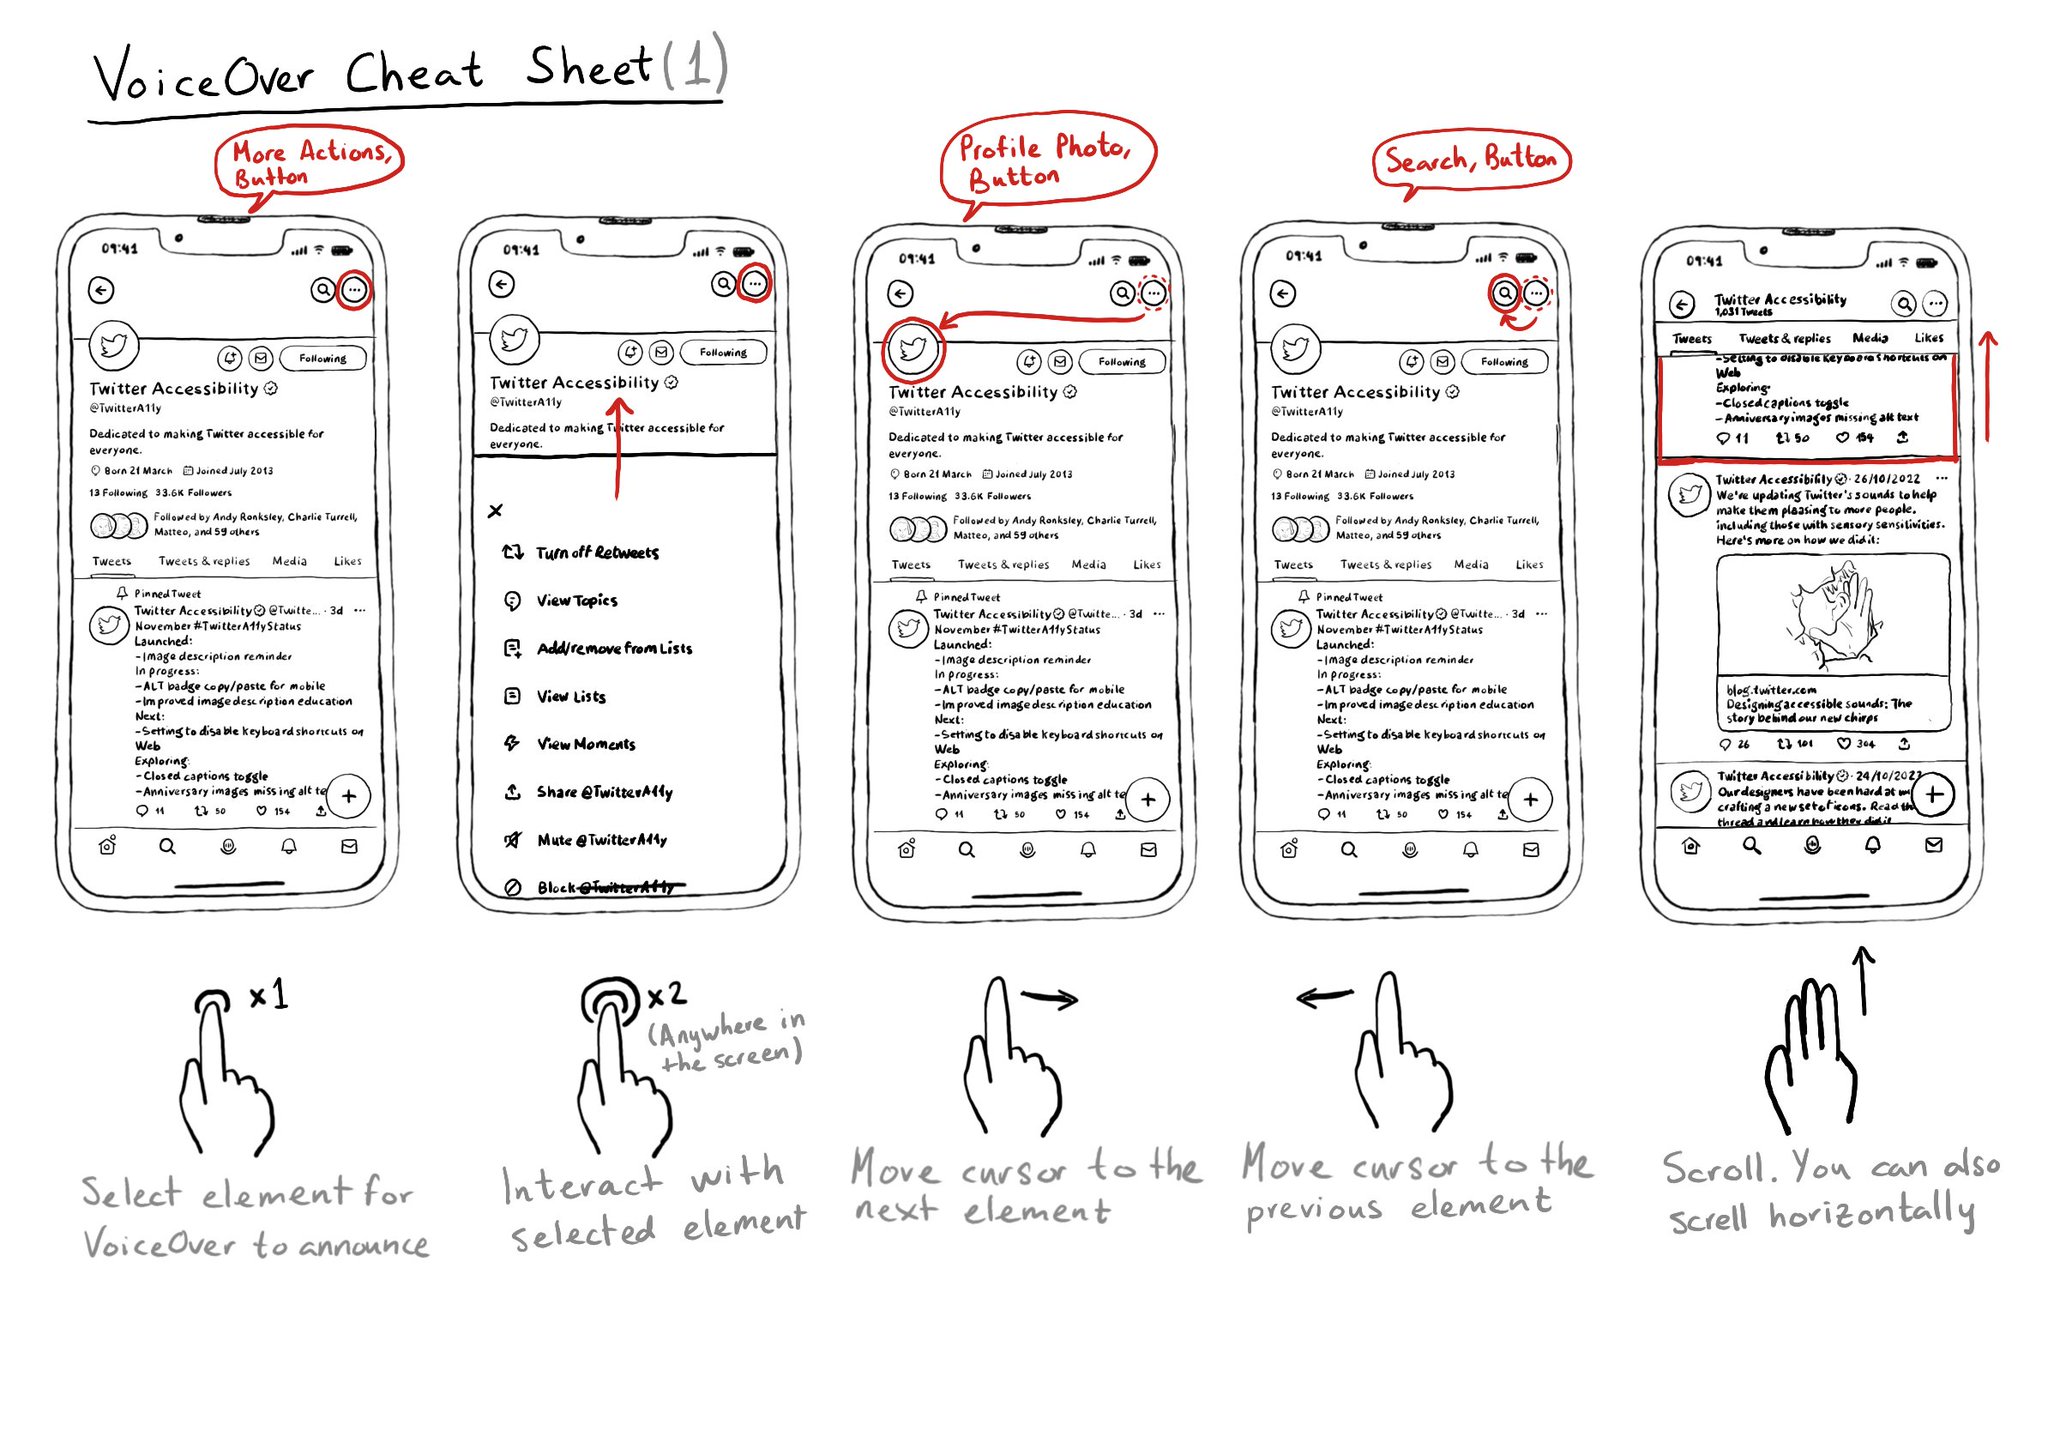 VoiceOver Cheat Sheet (1)
More Actions,
Button
09:41
Following
Twitter Accessibility
@TwitterA11y
Dedicated to making Twitter accessible for
everyone.
Born 21 March Joined July 2013
13 Following 33.6K Followers
Followed by Andy Ronksley, Charlie Turrell,
Matteo, and 59 others
Tweets Tweets & replies Media Likes
Pinned Tweet
Twitter Accessibility @Twitte... · 3d ...
November #TwitterA11yStatus
Launched:
-Image description reminder
In progress:
-ALT badge copy/paste for mobile
-Improved image description education
Next:
-Setting to disable keyboard shortcuts on
Web
Exploring:
-Closed captions toggle
-Anniversary images missing alt te
11 50 154
x1
Select element for
VoiceOver to announce
09:41
Following
Twitter Accessibility
@TwitterA11y
Dedicated to making Twitter accessible for
everyone.
Turn off Retweets
View Topics
Add/remove from Lists
View Lists
View Moments
Share @TwitterA11y
Mute @TwitterA11y
Block @TwitterA11y
x2
(Anywhere in
the screen)
Interact with
selected element
Profile Photo,
Button
09:41
Following
Twitter Accessibility
@TwitterA11y
Dedicated to making Twitter accessible for
everyone.
Born 21 March Joined July 2013
13 Following 33.6K Followers
Followed by Andy Ronksley, Charlie Turrell,
Matteo, and 59 others
Tweets Tweets & replies Media Likes
Pinned Tweet
Twitter Accessibility @Twitte... · 3d ...
November #TwitterA11yStatus
Launched:
-Image description reminder
In progress:
-ALT badge copy/paste for mobile
-Improved image description education
Next:
-Setting to disable keyboard shortcuts on
Web
Exploring:
-Closed captions toggle
-Anniversary images missing alt te
11 50 154
Move cursor to the
next element
Search, Button
09:41
Following
Twitter Accessibility
@TwitterA11y
Dedicated to making Twitter accessible for
everyone.
Born 21 March Joined July 2013
13 Following 33.6K Followers
Followed by Andy Ronksley, Charlie Turrell,
Matteo, and 59 others
Tweets Tweets & replies Media Likes
Pinned Tweet
Twitter Accessibility @Twitte... · 3d ...
November #TwitterA11yStatus
Launched:
-Image description reminder
In progress:
-ALT badge copy/paste for mobile
-Improved image description education
Next:
-Setting to disable keyboard shortcuts on
Web
Exploring:
-Closed captions toggle
-Anniversary images missing alt te
11 50 154
Move cursor to the
previous element
09:41
Twitter Accessibility
1,031 Tweets
Tweets Tweets & replies Media Likes
-Setting to disable keyboard shortcuts on
Web
Exploring:
-Closed captions toggle
-Anniversary images missing alt text
11 50 154
Twitter Accessibility · 26/10/2022 ...
We're updating Twitter's sounds to help
make them pleasing to more people,
including those with sensory sensitivities.
Here's more on how we did it:
blog.twitter.com
Designing accessible sounds: The
story behind our new chirps
26 101 304
Twitter Accessibility · 24/10/2022
Our designers have been hard at w
crafting a new set of icons. Read th
thread and learn how they did it
Scroll. You can also
scroll horizontally